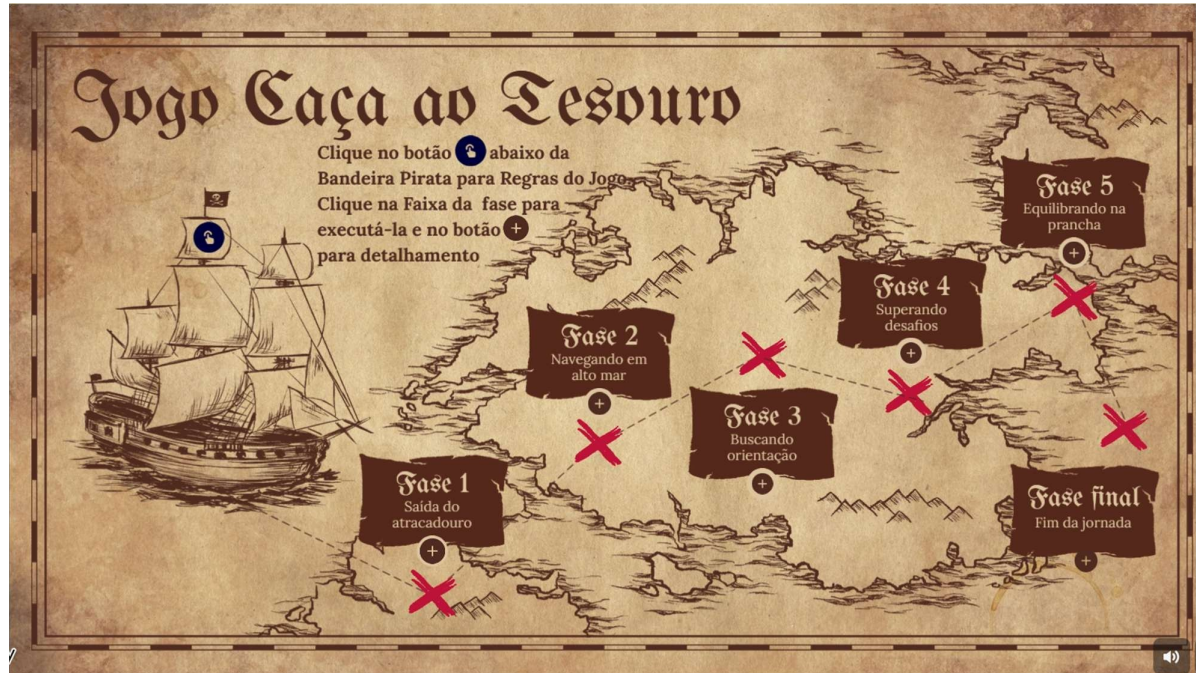 Jogo Caça ao Tesouro
Clique no botão abaixo da
Bandeira Pirata para Regras do Jogo.
Clique na Faixa da fase para
executá-la e no botão +
para detalhamento
Fase 1
Saída do
atracadouro
+
Fase 2
Navegando em
alto mar
+
Fase 3
Buscando
orientação
+
Fase 4
Superando
desafios
+
Fase 5
Equilibrando na
prancha
+
Fase final
Fim da jornada
+